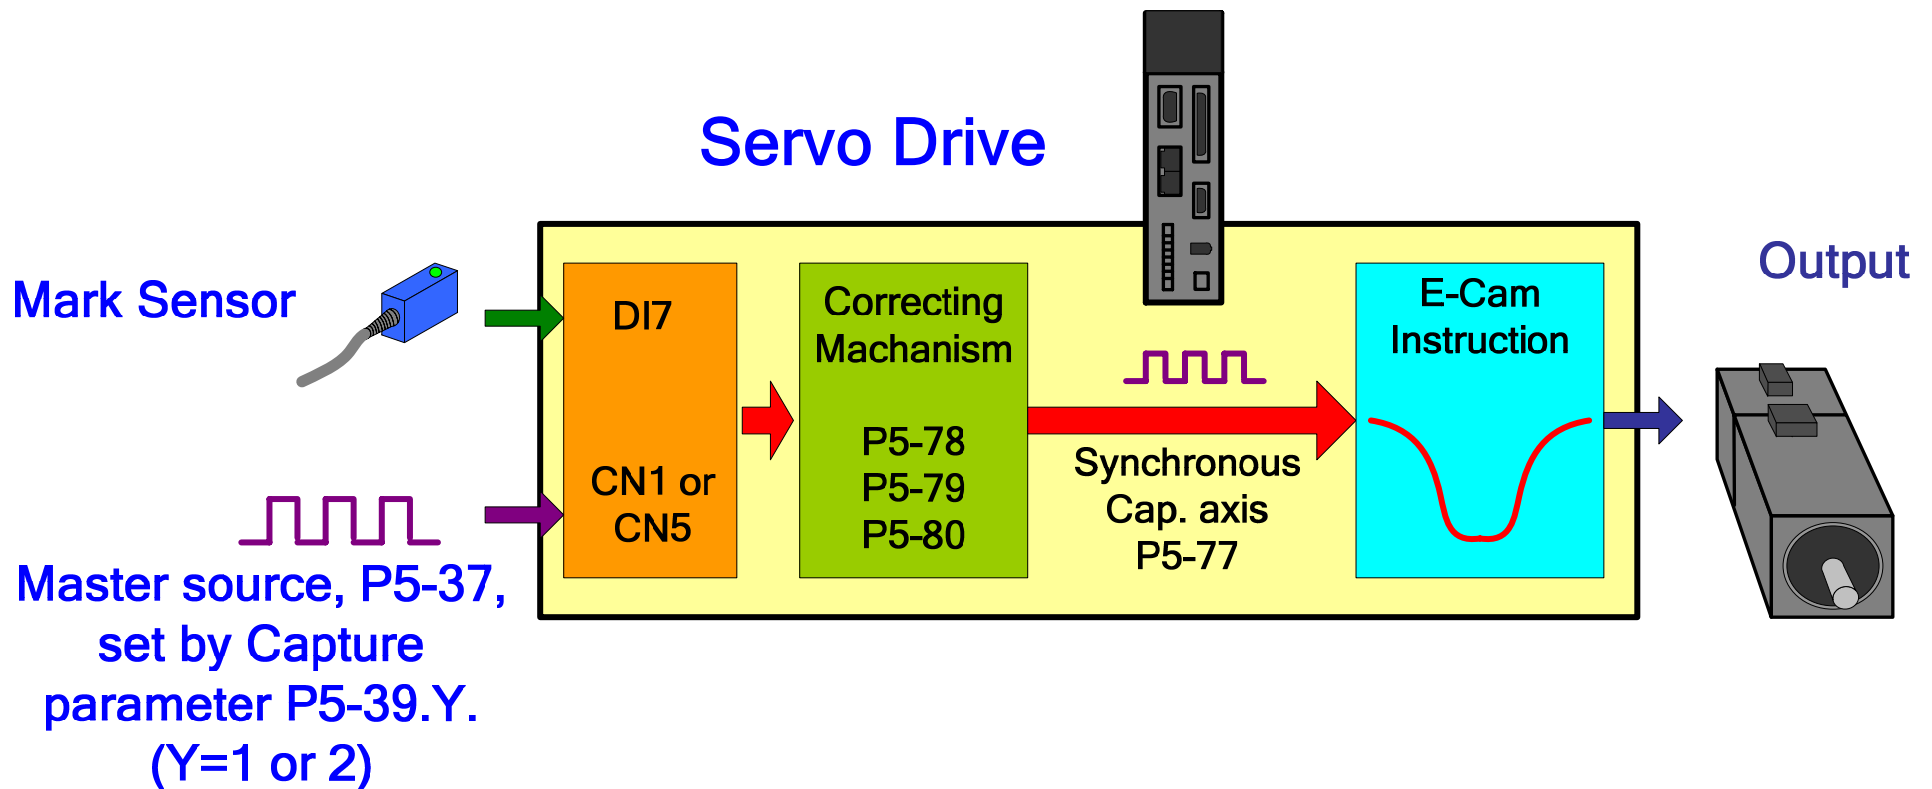 Servo Drive
Mark Sensor
Output
DI7
CN1 or
CN5
Correcting
Machanism
P5-78
P5-79
P5-80
Synchronous
Cap. axis
P5-77
E-Cam
Instruction
Master source, P5-37,
set by Capture
parameter P5-39.Y.
(Y=1 or 2)